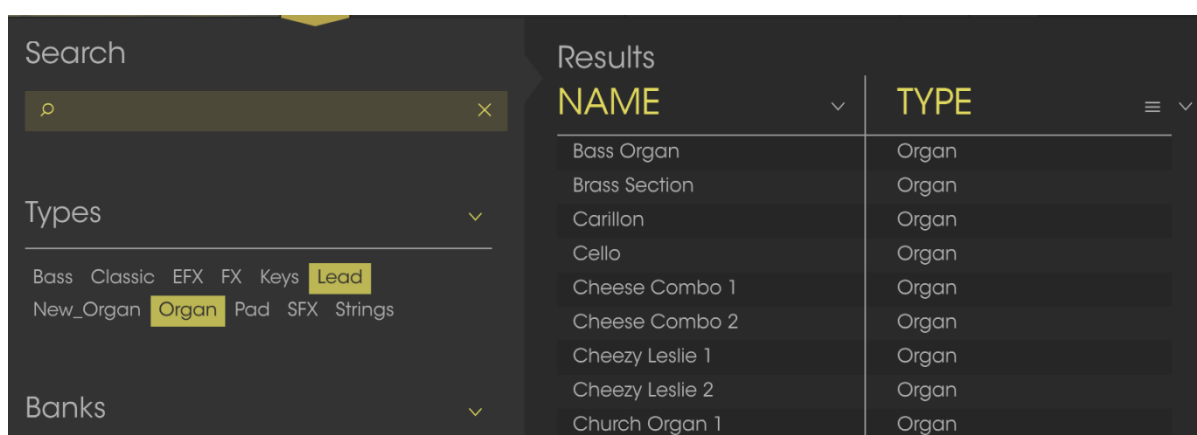 Search
Types
Bass Classic EFX FX Keys Lead
New_Organ Organ Pad SFX Strings
Banks
Results
NAME TYPE
Bass Organ Organ
Brass Section Organ
Carillon Organ
Cello Organ
Cheese Combo 1 Organ
Cheese Combo 2 Organ
Cheezy Leslie 1 Organ
Cheezy Leslie 2 Organ
Church Organ 1 Organ